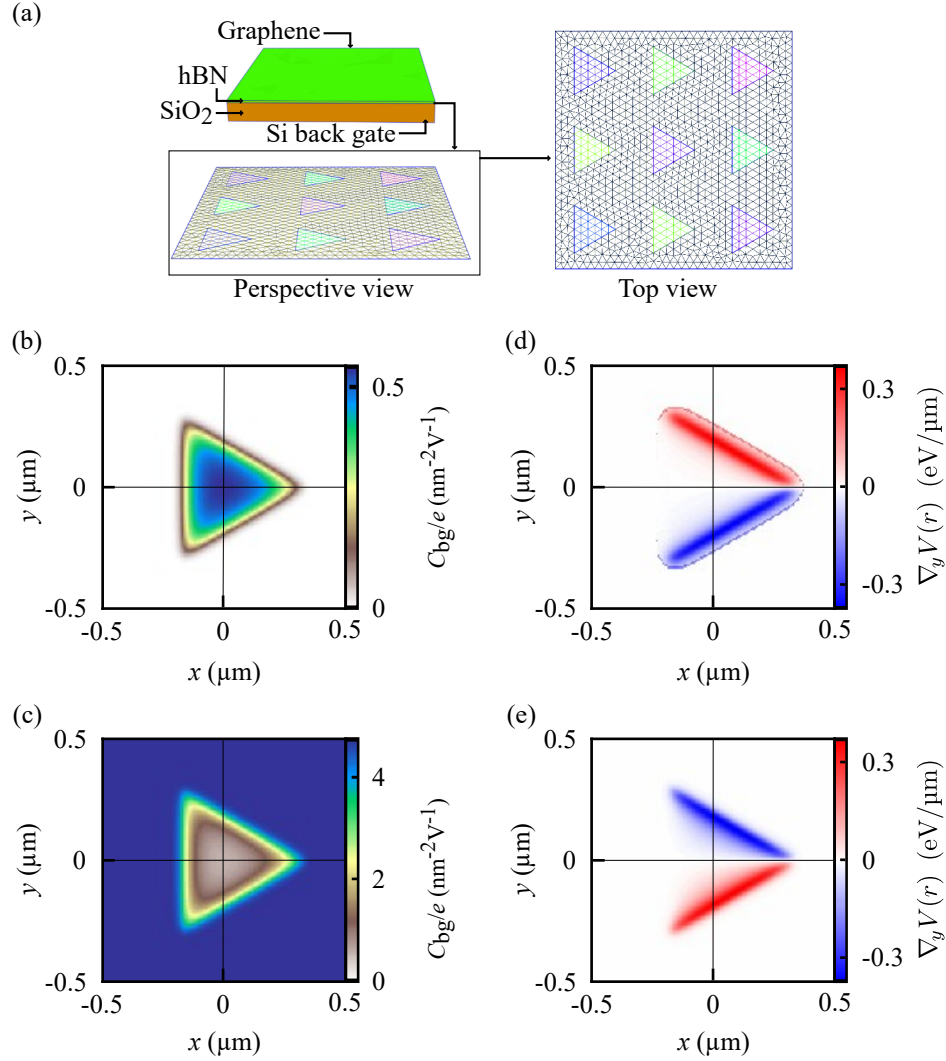 (a)
Graphene
hBN
SiO2
Si back gate
Perspective view
Top view
(b)
0.5
0
-0.5
y (µm)
-0.5
0
0.5
x (µm)
0.5
0
Cbg/e (nm-2V-1)
(d)
0.5
0
-0.5
y (µm)
-0.5
0
0.5
x (µm)
0.3
0
-0.3
∇yV(r) (eV/µm)
(c)
0.5
0
-0.5
y (µm)
-0.5
0
0.5
x (µm)
4
2
0
Cbg/e (nm-2V-1)
(e)
0.5
0
-0.5
y (µm)
-0.5
0
0.5
x (µm)
0.3
0
-0.3
∇yV(r) (eV/µm)